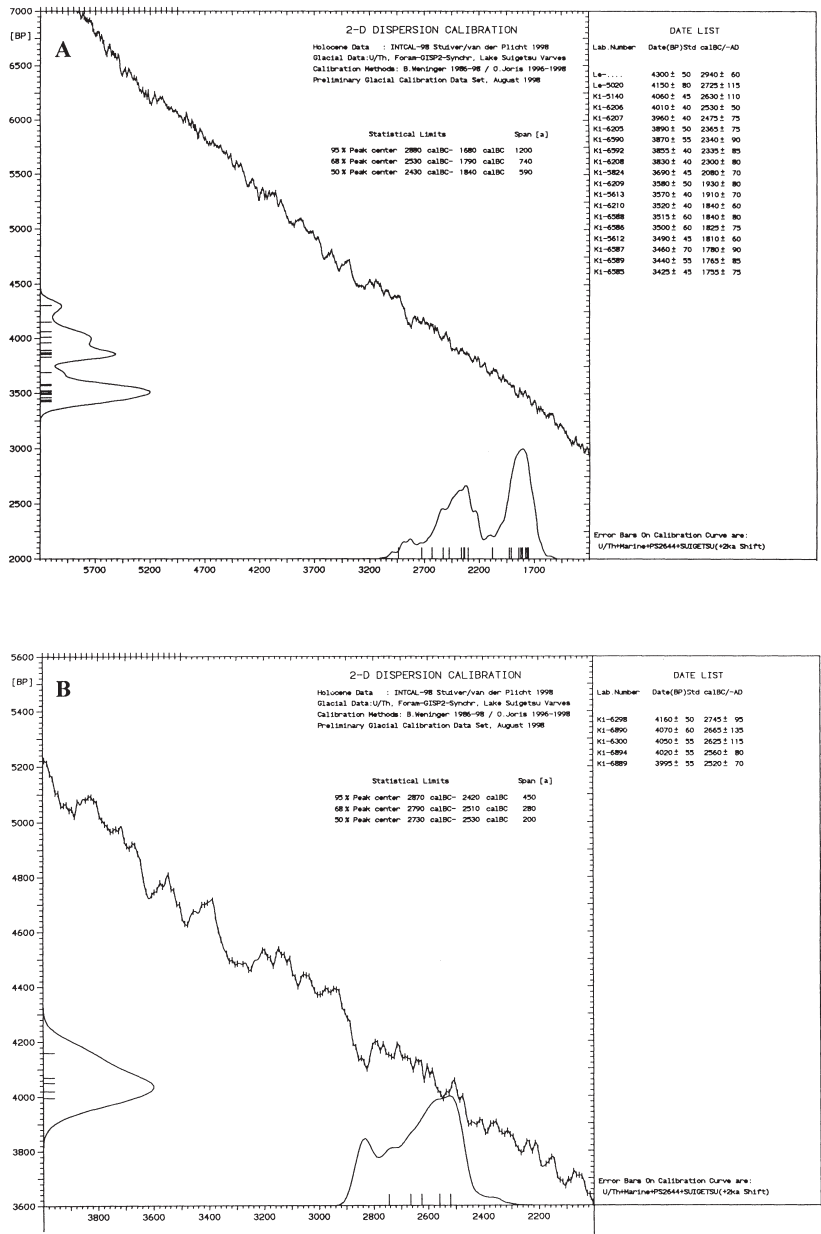 A
2-D DISPERSION CALIBRATION
Holocene Data : INTCAL-98 Stuiver/van der Plicht 1998
Glacial Data:U/Th, Foram-GISP2-Synchr, Lake Suigetsu Varves
Calibration Methods: B.Weninger 1986-98 / O.Joris 1996-1998
Preliminary Glacial Calibration Data Set, August 1998
Statistical Limits Span [a]
95 % Peak center 2880 calBC- 1680 calBC 1200
68 % Peak center 2530 calBC- 1790 calBC 740
50 % Peak center 2430 calBC- 1840 calBC 590
7000
[BP]
6500
6000
5500
5000
4500
4000
3500
3000
2500
2000
5700 5200 4700 4200 3700 3200 2700 2200 1700
DATE LIST
Lab.Number Date(BP)Std calBC/-AD
Le-.... 4300 ± 50 2940 ± 60
Le-5020 4150 ± 80 2725 ± 115
Ki-5140 4060 ± 45 2630 ± 110
Ki-6206 4010 ± 40 2530 ± 50
Ki-6207 3960 ± 40 2475 ± 75
Ki-6205 3890 ± 50 2365 ± 75
Ki-6590 3870 ± 55 2340 ± 90
Ki-6592 3855 ± 40 2335 ± 85
Ki-6208 3830 ± 40 2300 ± 80
Ki-5824 3690 ± 45 2080 ± 70
Ki-6209 3580 ± 50 1930 ± 80
Ki-5613 3570 ± 40 1910 ± 70
Ki-6210 3520 ± 40 1840 ± 60
Ki-6588 3515 ± 60 1840 ± 80
Ki-6586 3500 ± 60 1825 ± 75
Ki-5612 3490 ± 45 1810 ± 60
Ki-6587 3460 ± 70 1780 ± 90
Ki-6589 3440 ± 55 1765 ± 85
Ki-6585 3425 ± 45 1755 ± 75
Error Bars On Calibration Curve are:
U/Th+Marine+PS2644+SUIGETSU(+2ka Shift)
B
2-D DISPERSION CALIBRATION
Holocene Data : INTCAL-98 Stuiver/van der Plicht 1998
Glacial Data:U/Th, Foram-GISP2-Synchr, Lake Suigetsu Varves
Calibration Methods: B.Weninger 1986-98 / O.Joris 1996-1998
Preliminary Glacial Calibration Data Set, August 1998
Statistical Limits Span [a]
95 % Peak center 2870 calBC- 2420 calBC 450
68 % Peak center 2790 calBC- 2510 calBC 280
50 % Peak center 2730 calBC- 2530 calBC 200
5600
[BP]
5400
5200
5000
4800
4600
4400
4200
4000
3800
3600
3800 3600 3400 3200 3000 2800 2600 2400 2200
DATE LIST
Lab.Number Date(BP)Std calBC/-AD
Ki-6298 4160 ± 50 2745 ± 95
Ki-6890 4070 ± 60 2665 ± 135
Ki-6300 4050 ± 55 2625 ± 115
Ki-6894 4020 ± 55 2560 ± 80
Ki-6889 3995 ± 55 2520 ± 70
Error Bars On Calibration Curve are:
U/Th+Marine+PS2644+SUIGETSU(+2ka Shift)